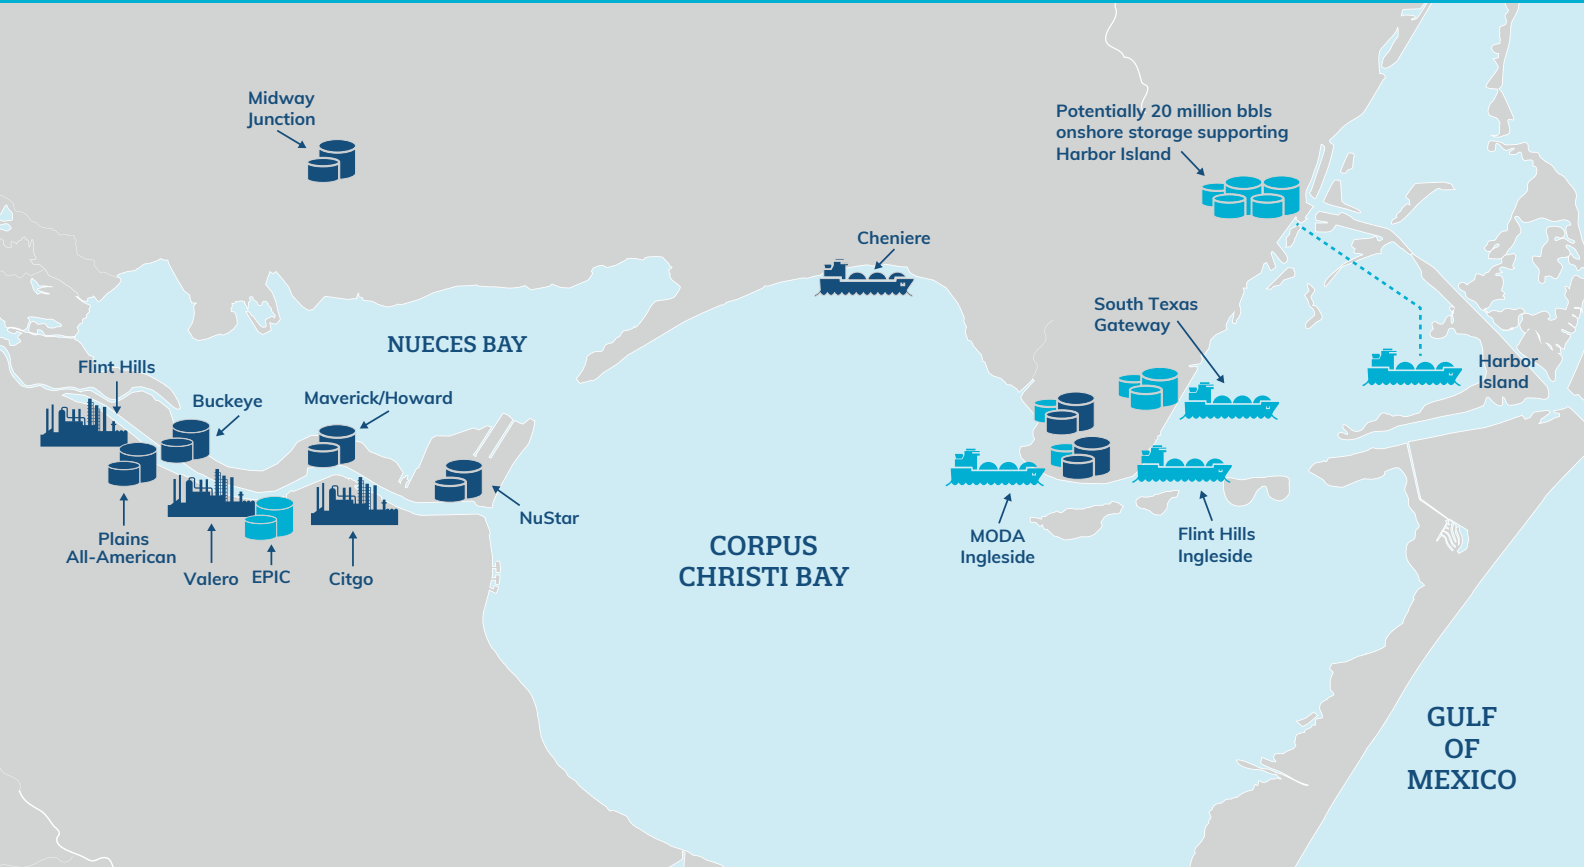 Midway
Junction
Potentially 20 million bbls
onshore storage supporting
Harbor Island
Cheniere
South Texas
Gateway
NUECES BAY
Flint Hills
Buckeye
Maverick/Howard
Harbor
Island
NuStar
Plains
All-American
Valero
EPIC
Citgo
CORPUS
CHRISTI BAY
MODA
Ingleside
Flint Hills
Ingleside
GULF
OF
MEXICO